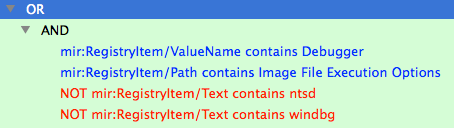 OR
AND
mir:RegistryItem/ValueName contains Debugger
mir:RegistryItem/Path contains Image File Execution Options
NOT mir:RegistryItem/Text contains ntsd
NOT mir:RegistryItem/Text contains windbg